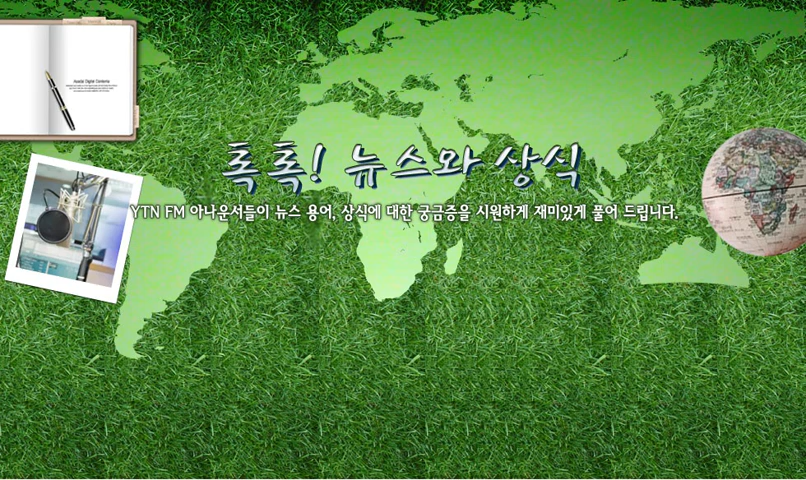 톡톡! 뉴스와 상식
YTN FM 아나운서들이 뉴스 용어, 상식에 대한 궁금증을 시원하게 재미있게 풀어 드립니다.